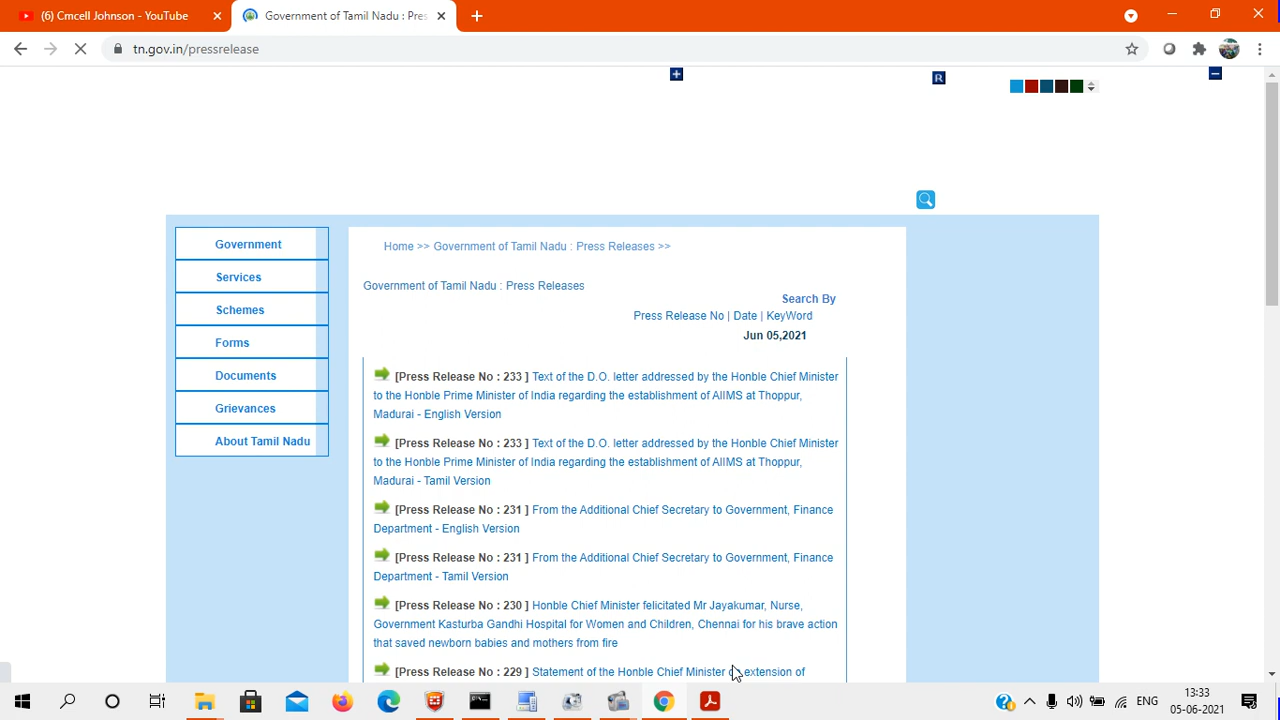 (6) Cmcell Johnson - YouTube
Government of Tamil Nadu : Pres
tn.gov.in/pressrelease
R
Government
Services
Schemes
Forms
Documents
Grievances
About Tamil Nadu
Home >> Government of Tamil Nadu : Press Releases >>
Government of Tamil Nadu : Press Releases
Search By
Press Release No | Date | KeyWord
Jun 05,2021
[Press Release No : 233 ] Text of the D.O. letter addressed by the Honble Chief Minister
to the Honble Prime Minister of India regarding the establishment of AIIMS at Thoppur,
Madurai - English Version
[Press Release No : 233 ] Text of the D.O. letter addressed by the Honble Chief Minister
to the Honble Prime Minister of India regarding the establishment of AIIMS at Thoppur,
Madurai - Tamil Version
[Press Release No : 231 ] From the Additional Chief Secretary to Government, Finance
Department - English Version
[Press Release No : 231 ] From the Additional Chief Secretary to Government, Finance
Department - Tamil Version
[Press Release No : 230 ] Honble Chief Minister felicitated Mr Jayakumar, Nurse,
Government Kasturba Gandhi Hospital for Women and Children, Chennai for his brave action
that saved newborn babies and mothers from fire
[Press Release No : 229 ] Statement of the Honble Chief Minister on extension of
ENG
13:33
05-06-2021